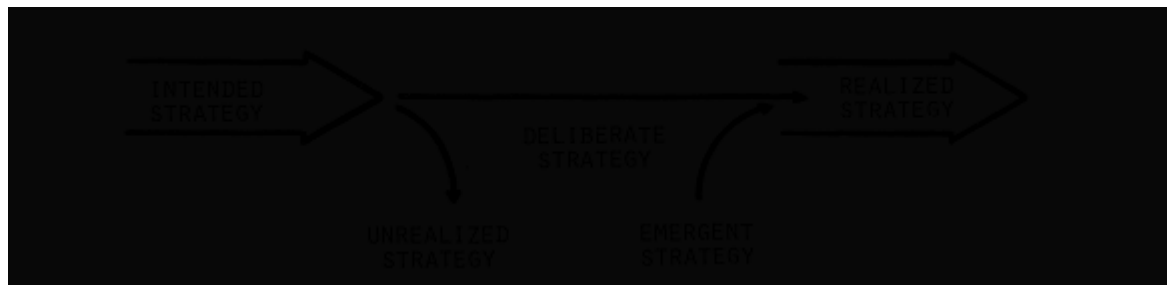 INTENDED
STRATEGY
REALIZED
STRATEGY
DELIBERATE
STRATEGY
UNREALIZED
STRATEGY
EMERGENT
STRATEGY